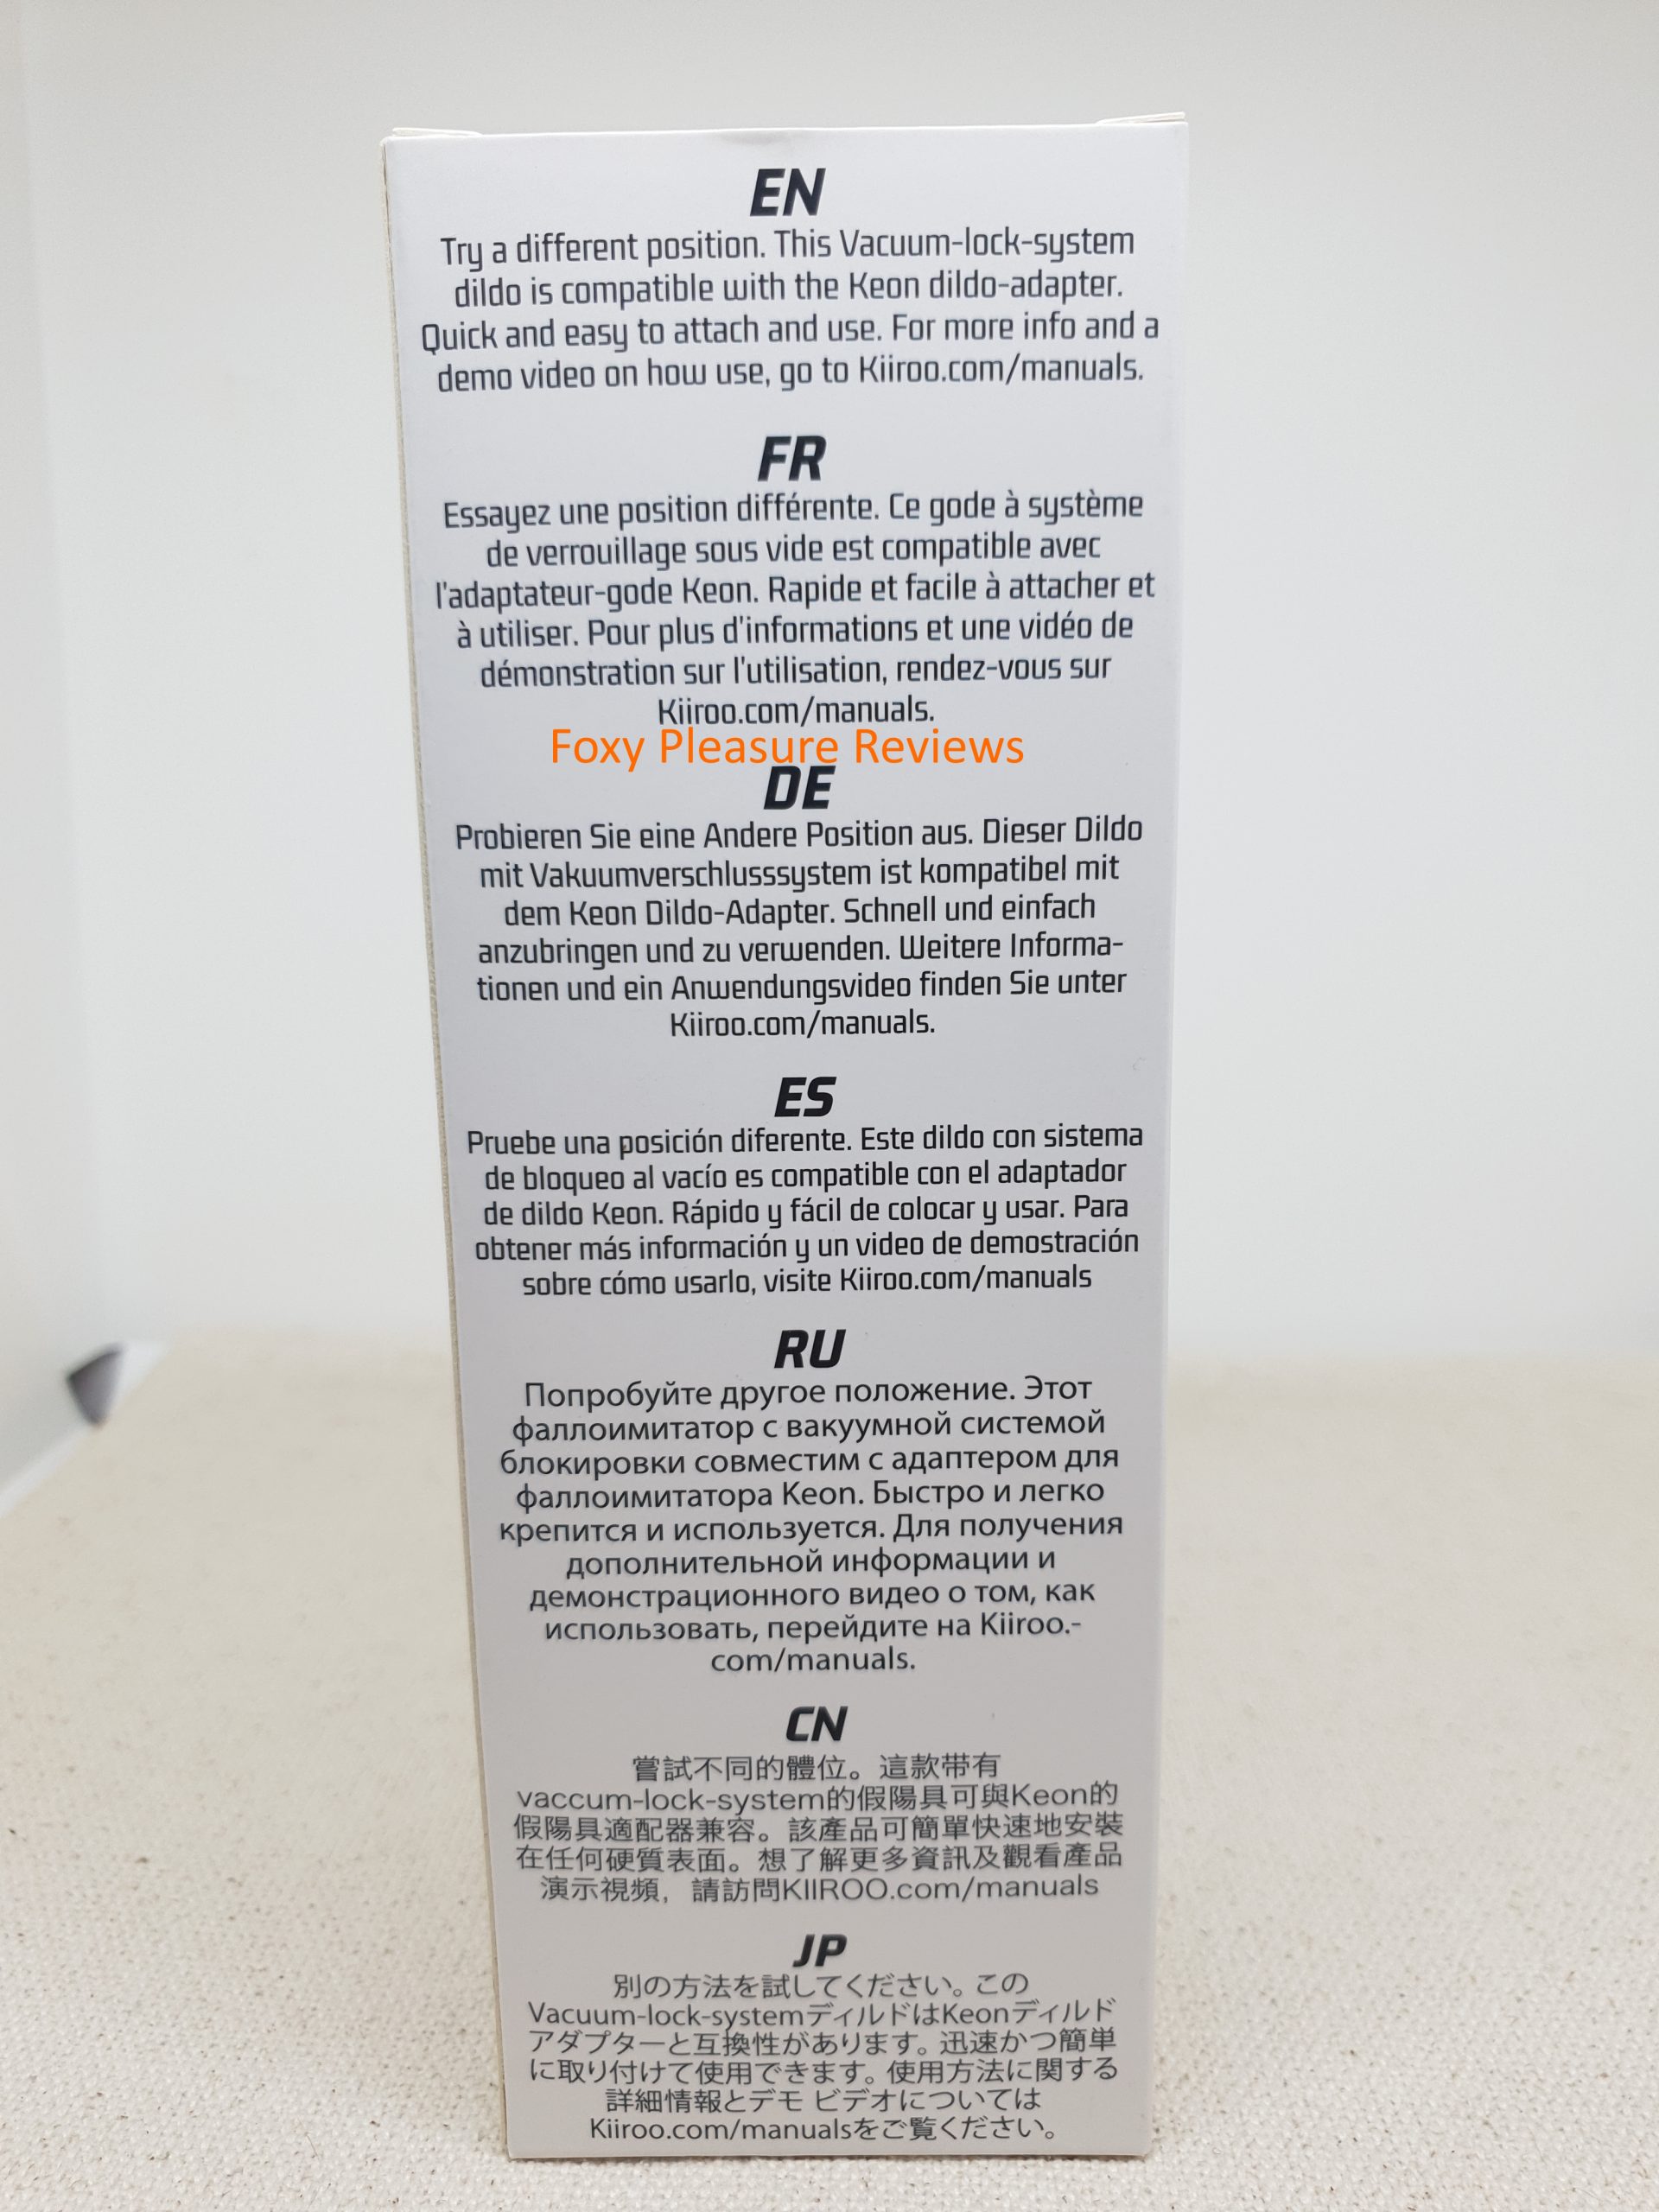 EN
Try a different position. This Vacuum-lock-system
dildo is compatible with the Keon dildo-adapter.
Quick and easy to attach and use. For more info and a
demo video on how use, go to Kiiroo.com/manuals.
FR
Essayez une position différente. Ce gode à système
de verrouillage sous vide est compatible avec
l'adaptateur-gode Keon. Rapide et facile à attacher et
à utiliser. Pour plus d'informations et une vidéo de
démonstration sur l'utilisation, rendez-vous sur
Kiiroo.com/manuals.
Foxy Pleasure Reviews
DE
Probieren Sie eine Andere Position aus. Dieser Dildo
mit Vakuumverschlusssystem ist kompatibel mit
dem Keon Dildo-Adapter. Schnell und einfach
anzubringen und zu verwenden. Weitere Informa-
tionen und ein Anwendungsvideo finden Sie unter
Kiiroo.com/manuals.
ES
Pruebe una posición diferente. Este dildo con sistema
de bloqueo al vacío es compatible con el adaptador
de dildo Keon. Rápido y fácil de colocar y usar. Para
obtener más información y un video de demostración
sobre cómo usarlo, visite Kiiroo.com/manuals
RU
Попробуйте другое положение. Этот
фаллоимитатор с вакуумной системой
блокировки совместим с адаптером для
фаллоимитатора Keon. Быстро и легко
крепится и используется. Для получения
дополнительной информации и
демонстрационного видео о том, как
использовать, перейдите на Kiiroo.-
com/manuals.
CN
嘗試不同的體位。這款带有
vaccum-lock-system的假陽具可與Keon的
假陽具適配器兼容。該產品可簡單快速地安裝
在任何硬質表面。想了解更多資訊及觀看產品
演示視頻，請訪問KIIROO.com/manuals
JP
別の方法を試してください。この
Vacuum-lock-systemディルドはKeonディルド
アダプターと互換性があります。迅速かつ簡単
に取り付けて使用できます。使用方法に関する
詳細情報とデモ ビデオについては
Kiiroo.com/manualsをご覧ください。